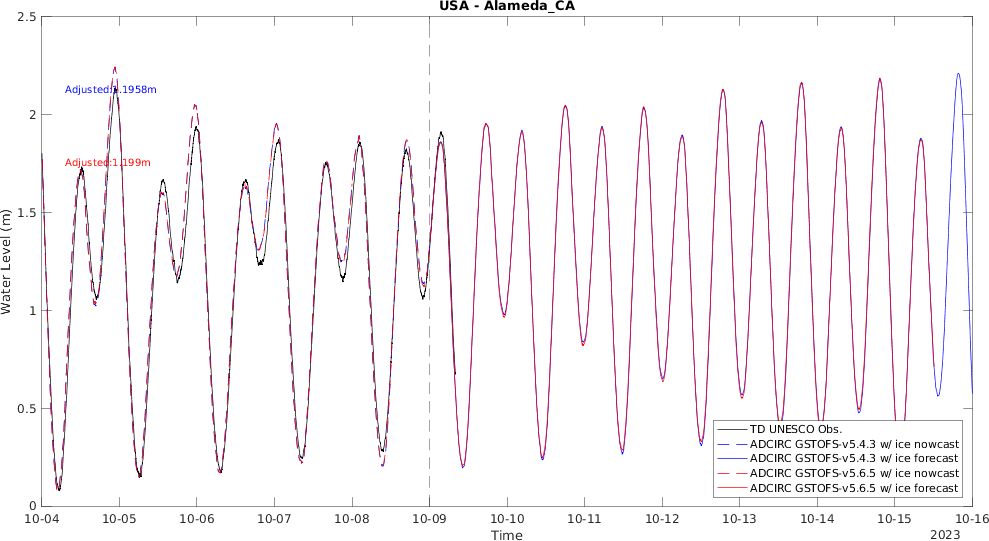 USA - Alameda_CA
2.5
2
1.5
1
0.5
0
Water Level (m)
Adjusted:1.1958m
Adjusted:1.199m
TD UNESCO Obs.
ADCIRC GSTOFS-v5.4.3 w/ ice nowcast
ADCIRC GSTOFS-v5.4.3 w/ ice forecast
ADCIRC GSTOFS-v5.6.5 w/ ice nowcast
ADCIRC GSTOFS-v5.6.5 w/ ice forecast
10-04 10-05 10-06 10-07 10-08 10-09 10-10 10-11 10-12 10-13 10-14 10-15 10-16
Time
2023